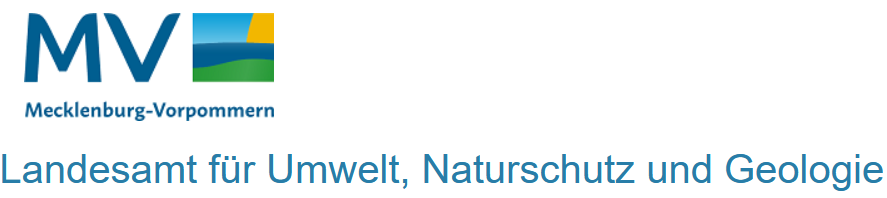 MV
Mecklenburg-Vorpommern
Landesamt für Umwelt, Naturschutz und Geologie